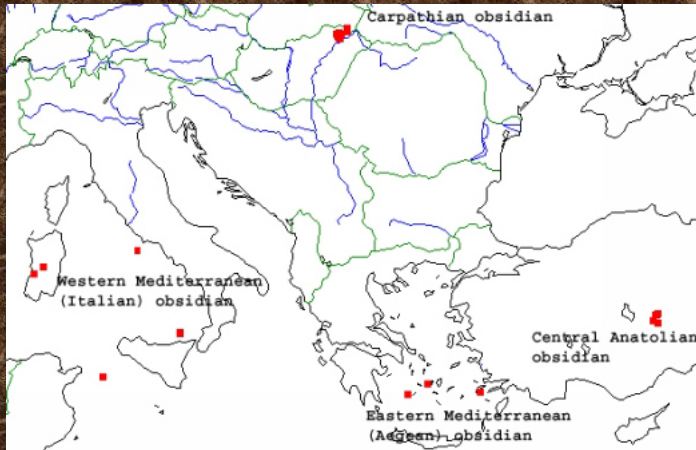 Carpathian obsidian
Western Mediterranean
(Italian) obsidian
Central Anatolian
obsidian
Eastern Mediterranean
(Aegean) obsidian